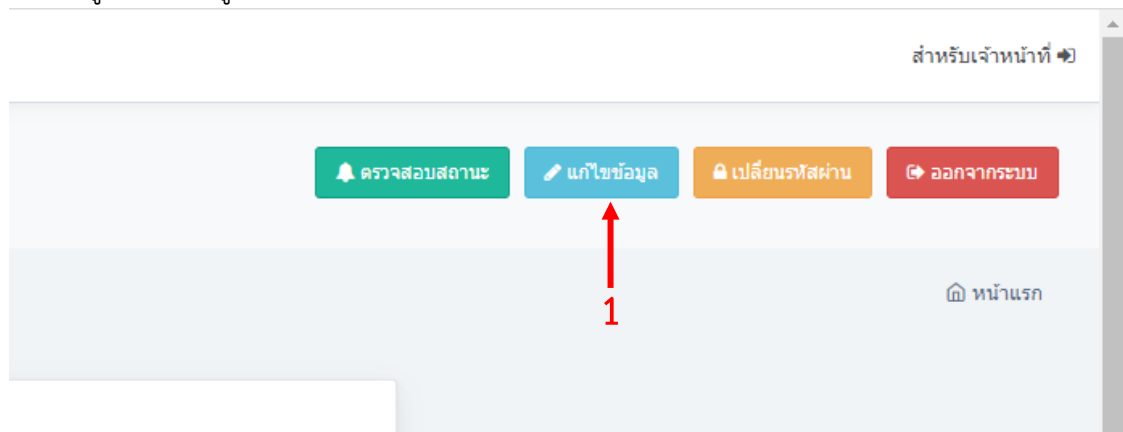 สำหรับเจ้าหน้าที่
ตรวจสอบสถานะ แก้ไขข้อมูล เปลี่ยนรหัสผ่าน ออกจากระบบ
หน้าแรก
1